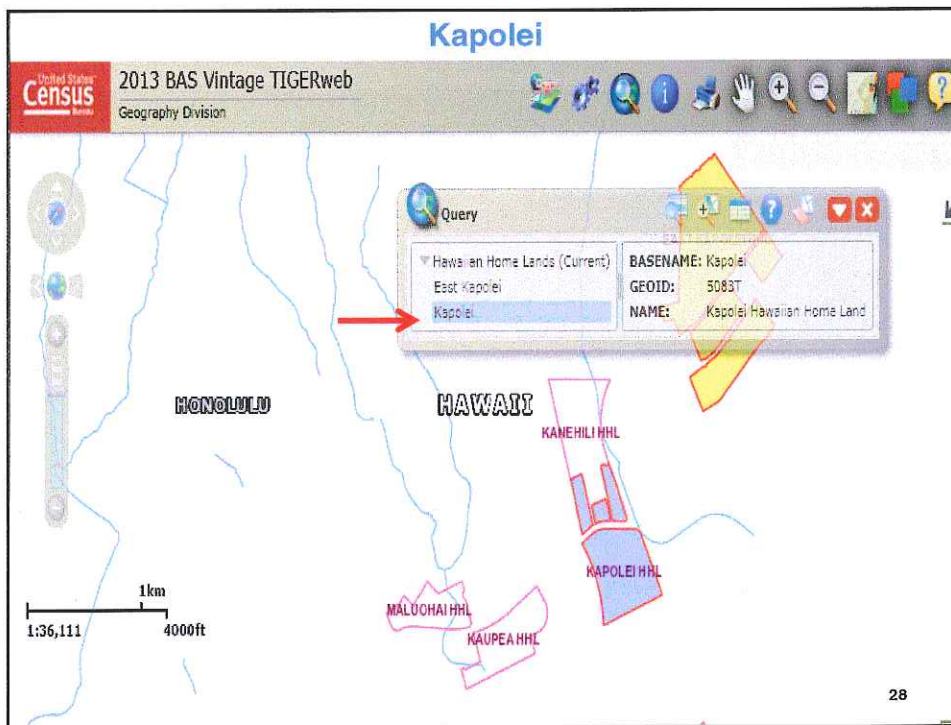 Kapolei
United States
Census
Bureau
2013 BAS Vintage TIGERweb
Geography Division
Query
Hawaiian Home Lands (Current)
East Kapolei
Kapolei
BASENAME: Kapolei
GEOID: 5083T
NAME: Kapolei Hawaiian Home Land
HONOLULU
HAWAII
KANEHILI HHL
KAPOLEI HHL
MALUOHAI HHL
KAUPEA HHL
1km
1:36,111
4000ft
28